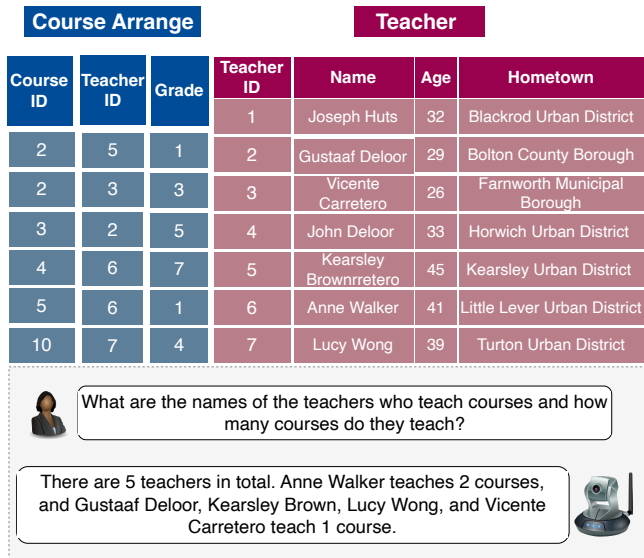 Course Arrange
Teacher
Course ID Teacher ID Grade
2 5 1
2 3 3
3 2 5
4 6 7
5 6 1
10 7 4
Teacher ID Name Age Hometown
1 Joseph Huts 32 Blackrod Urban District
2 Gustaaf Deloor 29 Bolton County Borough
3 Vicente Carretero 26 Farnworth Municipal Borough
4 John Deloor 33 Horwich Urban District
5 Kearsley Brownrretero 45 Kearsley Urban District
6 Anne Walker 41 Little Lever Urban District
7 Lucy Wong 39 Turton Urban District
What are the names of the teachers who teach courses and how
many courses do they teach?
There are 5 teachers in total. Anne Walker teaches 2 courses,
and Gustaaf Deloor, Kearsley Brown, Lucy Wong, and Vicente
Carretero teach 1 course.